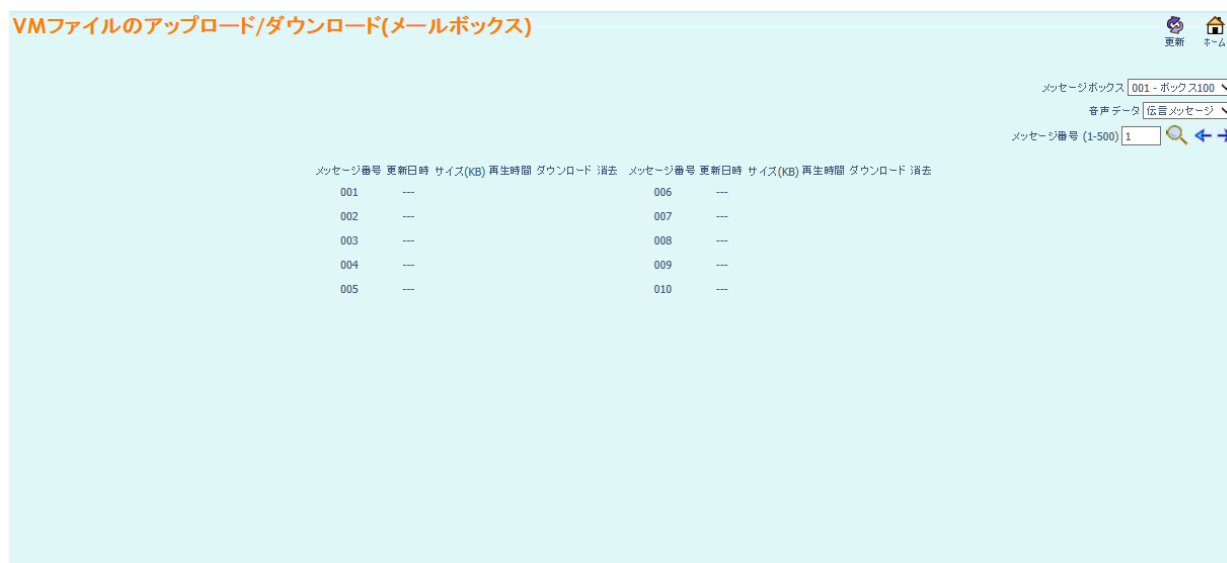 VMファイルのアップロード/ダウンロード(メールボックス)
更新 ホーム
メッセージボックス 001 - ボックス100
音声データ 伝言メッセージ
メッセージ番号 (1-500) 1
メッセージ番号 更新日時 サイズ(KB) 再生時間 ダウンロード 消去 メッセージ番号 更新日時 サイズ(KB) 再生時間 ダウンロード 消去
001 --- 006 ---
002 --- 007 ---
003 --- 008 ---
004 --- 009 ---
005 --- 010 ---